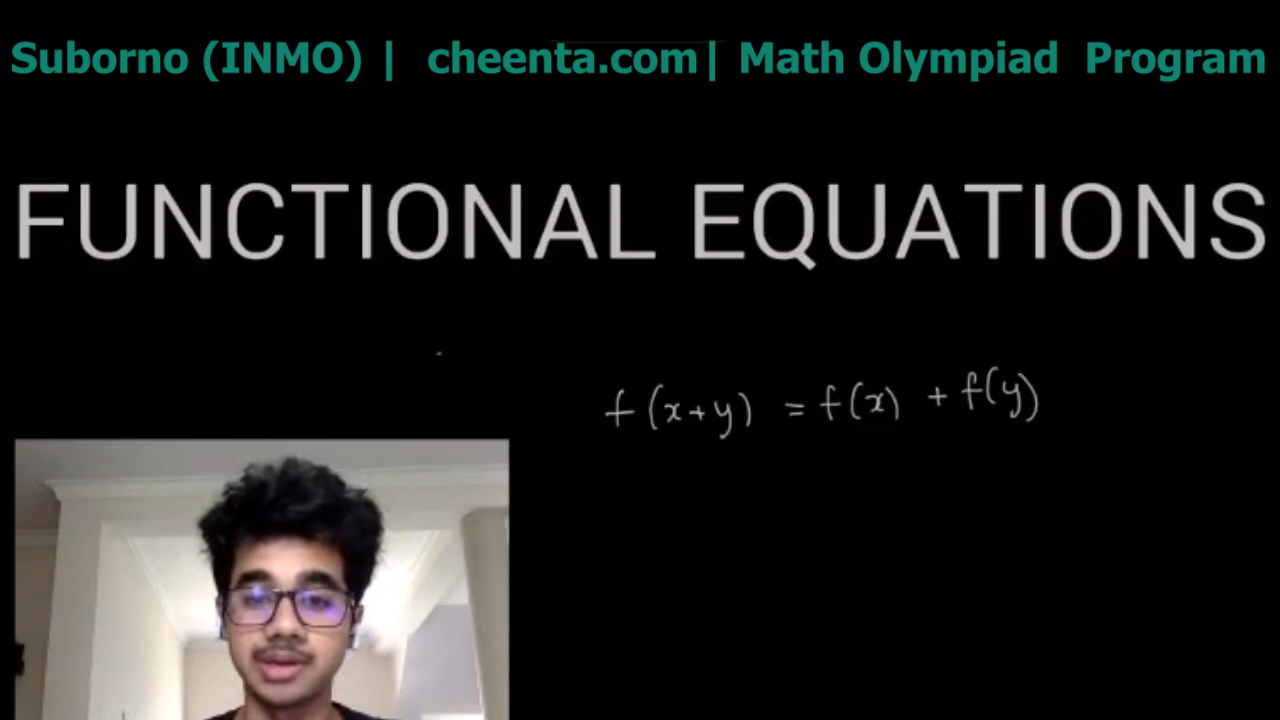 Suborno (INMO) | cheenta.com| Math Olympiad Program
FUNCTIONAL EQUATIONS
f(x+y) = f(x) + f(y)